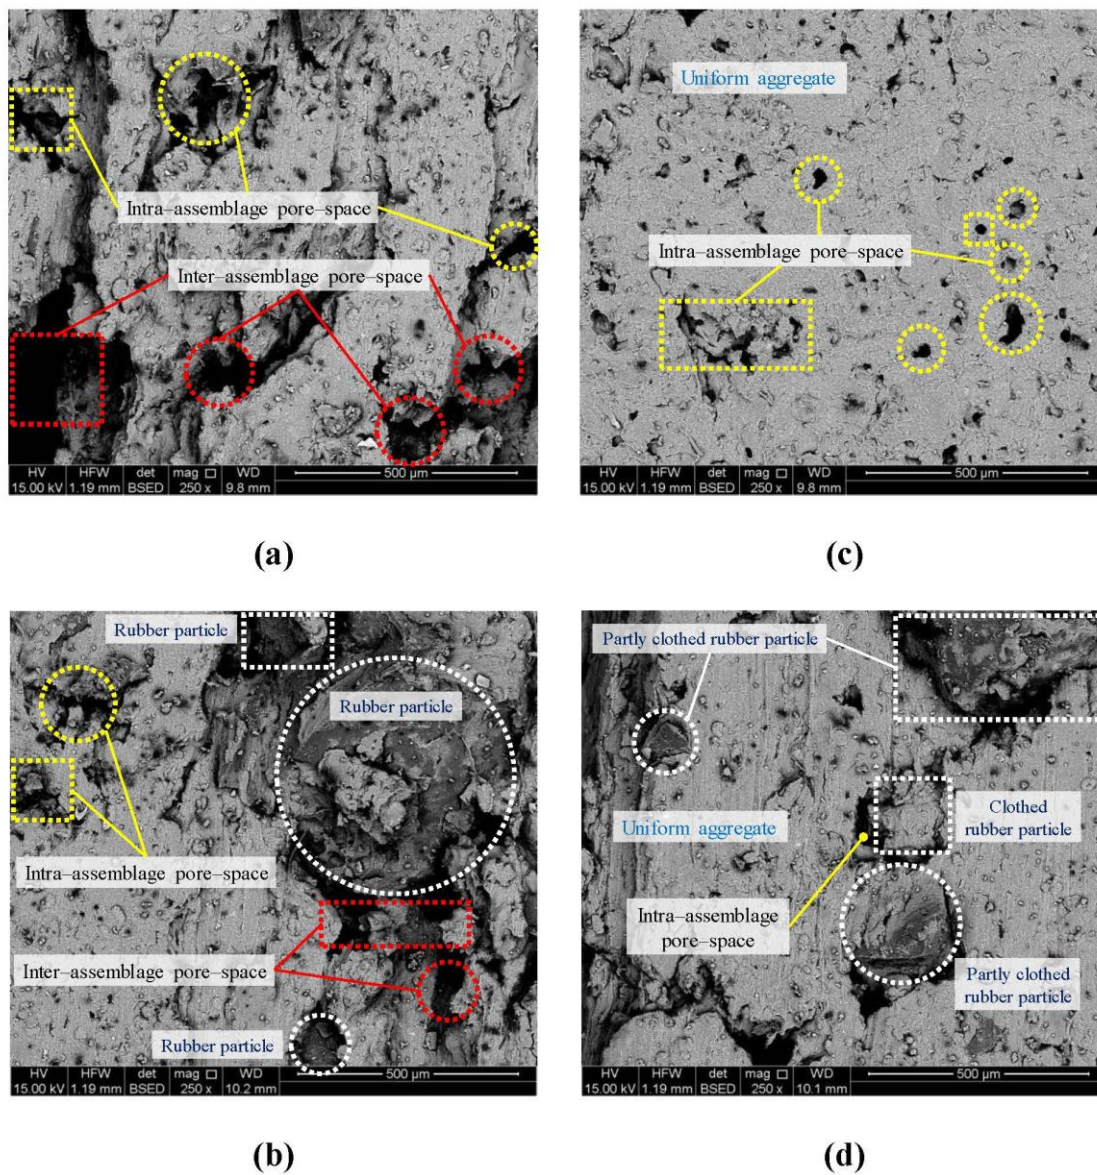 Intra–assemblage pore–space
Inter–assemblage pore–space
HV HFW det mag □ WD 500 µm
15.00 kV 1.19 mm BSED 250 x 9.8 mm
(a)
Uniform aggregate
Intra–assemblage pore–space
HV HFW det mag □ WD 500 µm
15.00 kV 1.19 mm BSED 250 x 9.8 mm
(c)
Rubber particle
Rubber particle
Intra–assemblage pore–space
Inter–assemblage pore–space
Rubber particle
HV HFW det mag □ WD 500 µm
15.00 kV 1.19 mm BSED 250 x 10.2 mm
(b)
Partly clothed rubber particle
Uniform aggregate
Clothed
rubber particle
Intra–assemblage
pore–space
Partly clothed
rubber particle
HV HFW det mag □ WD 500 µm
15.00 kV 1.19 mm BSED 250 x 10.1 mm
(d)